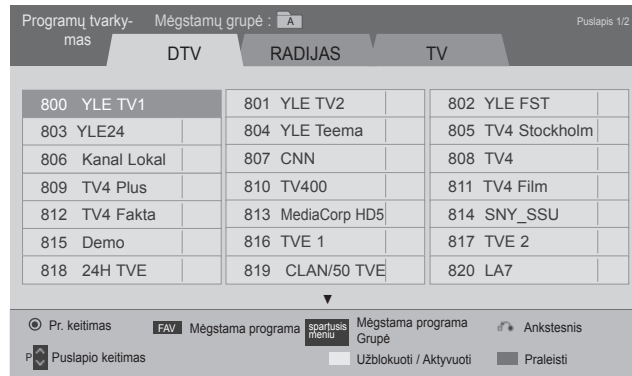 Programų tvarky- Mėgstamų grupė : A Puslapis 1/2
mas
DTV RADIJAS TV
800 YLE TV1 801 YLE TV2 802 YLE FST
803 YLE24 804 YLE Teema 805 TV4 Stockholm
806 Kanal Lokal 807 CNN 808 TV4
809 TV4 Plus 810 TV400 811 TV4 Film
812 TV4 Fakta 813 MediaCorp HD5 814 SNY_SSU
815 Demo 816 TVE 1 817 TVE 2
818 24H TVE 819 CLAN/50 TVE 820 LA7
Pr. keitimas FAV Mėgstama programa spartusis meniu Mėgstama programa Grupė Ankstesnis
P Puslapio keitimas Užblokuoti / Aktyvuoti Praleisti